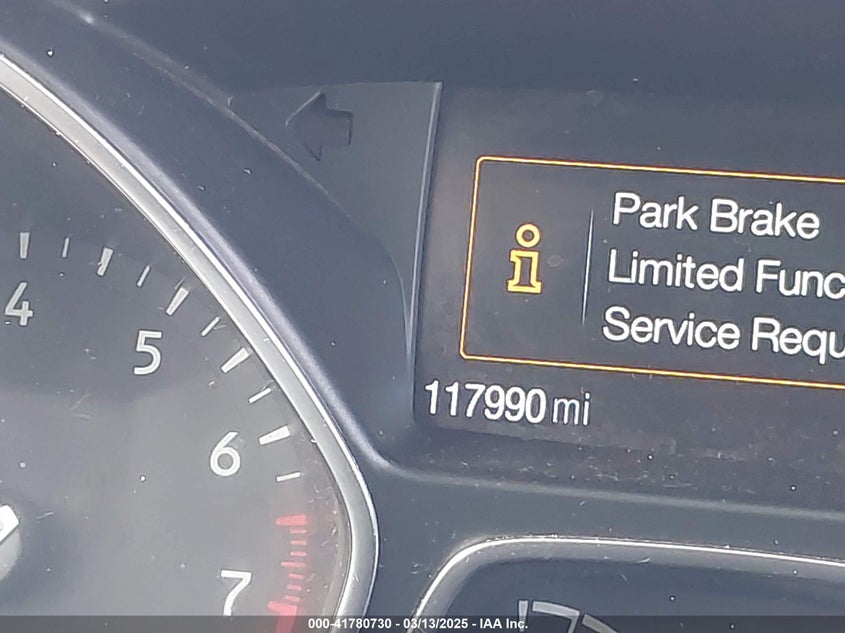 Park Brake
Limited Func
Service Requ
117990 mi
4
5
6
7
000-41780730 - 03/13/2025 - IAA Inc.